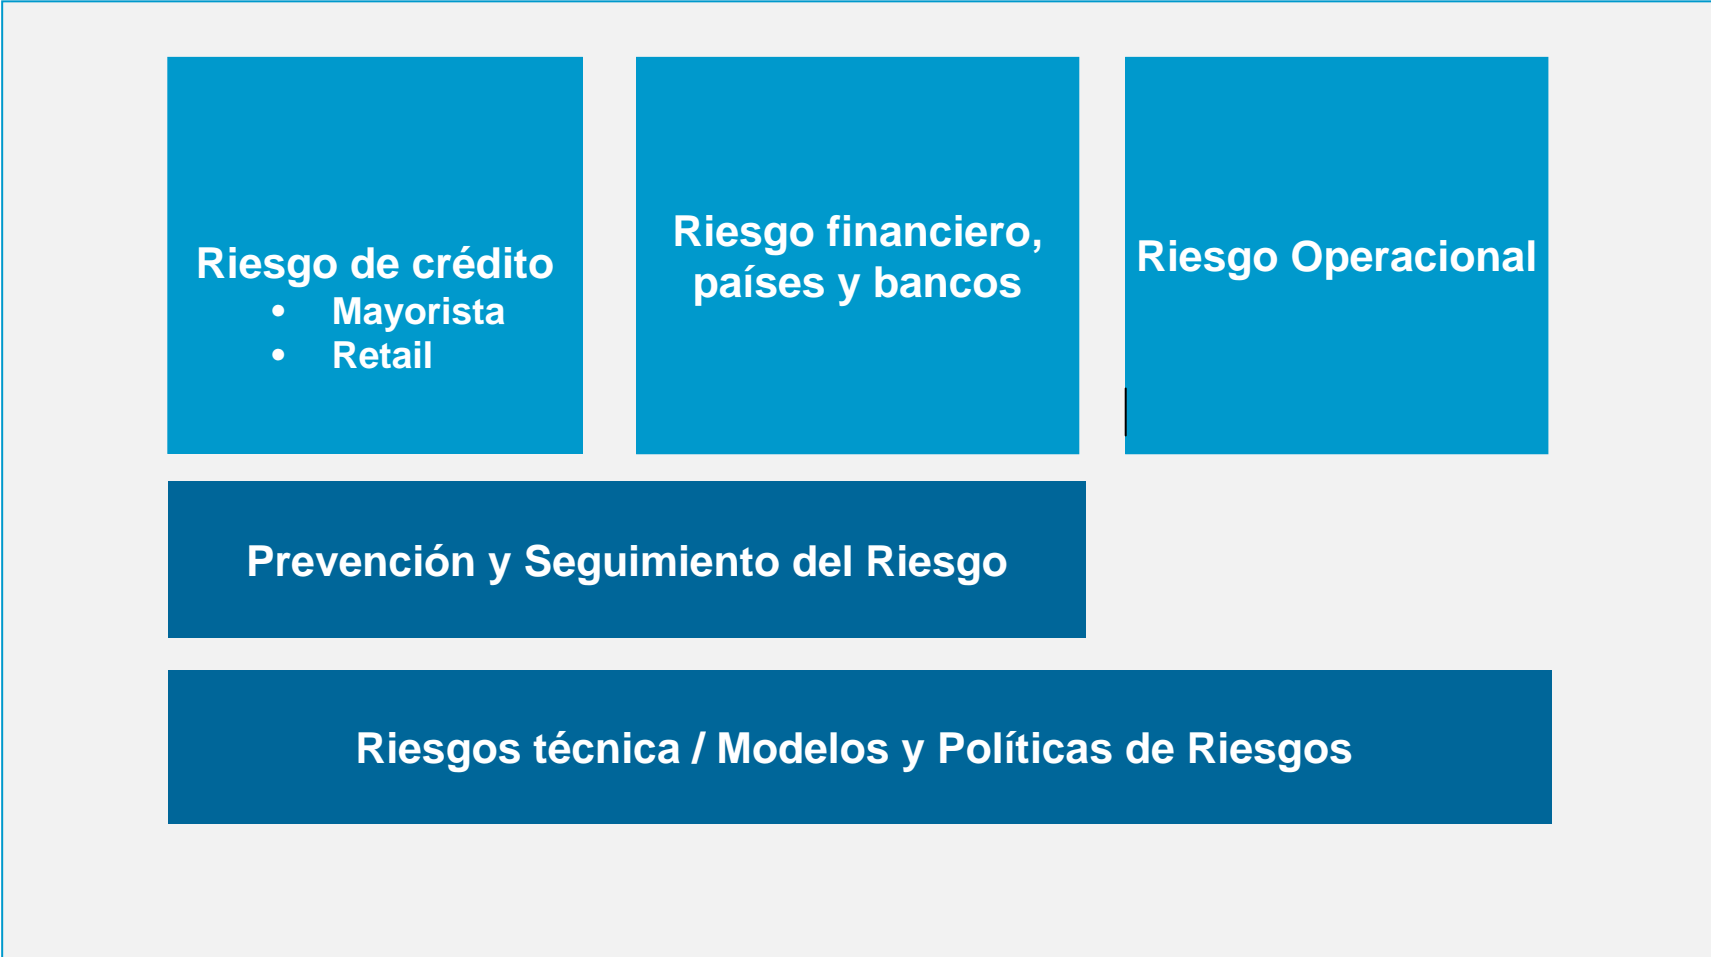 Riesgo de crédito
• Mayorista
• Retail
Riesgo financiero,
países y bancos
Riesgo Operacional
Prevención y Seguimiento del Riesgo
Riesgos técnica / Modelos y Políticas de Riesgos